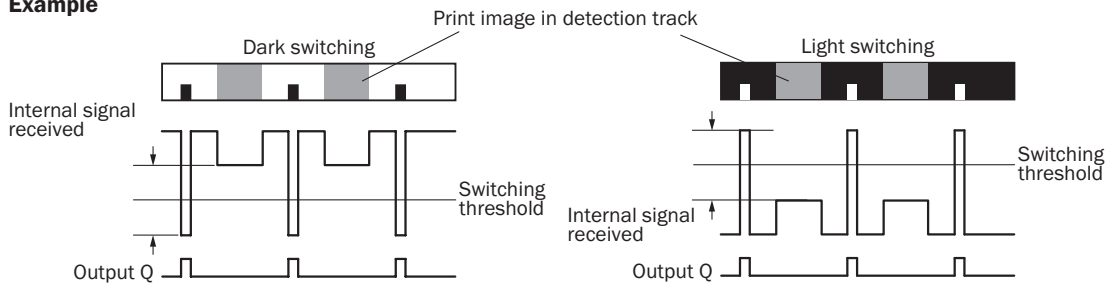 Example
Print image in detection track
Dark switching
Light switching
Internal signal
received
Switching
threshold
Output Q
Switching
threshold
Internal signal
received
Output Q